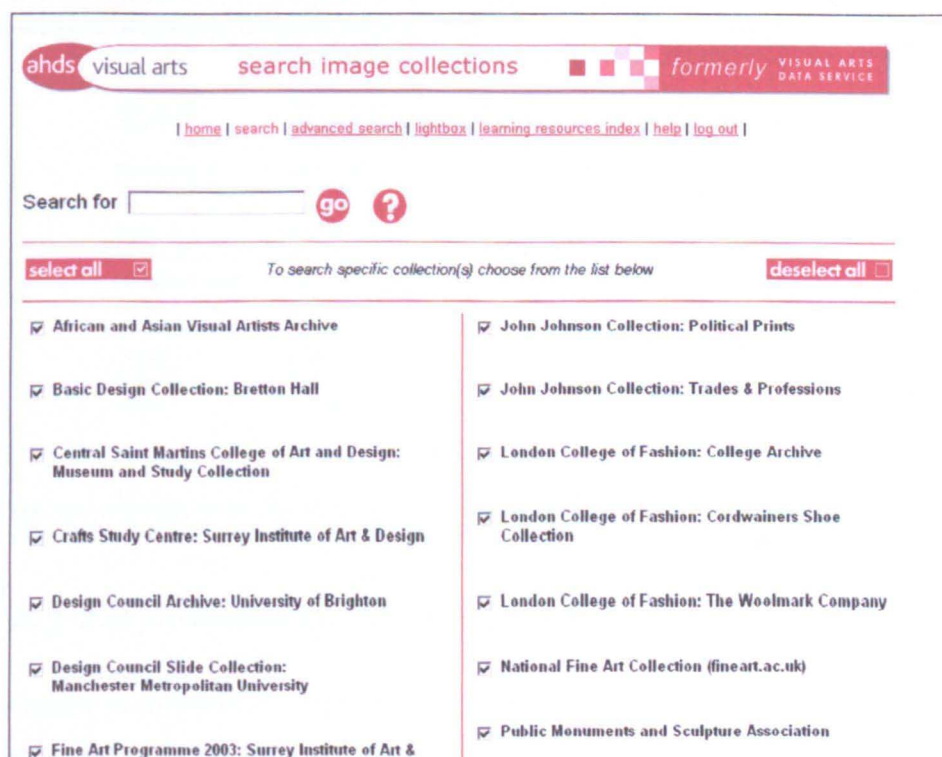 ahds visual arts search image collections formerly VISUAL ARTS
DATA SERVICE
| home | search | advanced search | lightbox | learning resources index | help | log out |
Search for go ?
select all To search specific collection(s) choose from the list below deselect all
African and Asian Visual Artists Archive
Basic Design Collection: Bretton Hall
Central Saint Martins College of Art and Design:
Museum and Study Collection
Crafts Study Centre: Surrey Institute of Art & Design
Design Council Archive: University of Brighton
Design Council Slide Collection:
Manchester Metropolitan University
Fine Art Programme 2003: Surrey Institute of Art &
John Johnson Collection: Political Prints
John Johnson Collection: Trades & Professions
London College of Fashion: College Archive
London College of Fashion: Cordwainers Shoe
Collection
London College of Fashion: The Woolmark Company
National Fine Art Collection (fineart.ac.uk)
Public Monuments and Sculpture Association